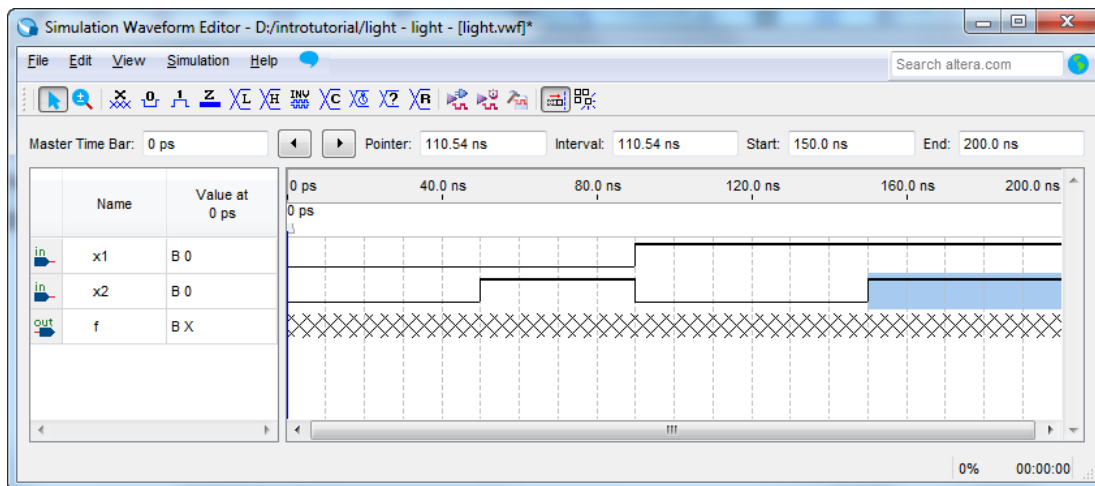 Simulation Waveform Editor - D:/introtutorial/light - light - [light.vwf]*
File Edit View Simulation Help Search altera.com
Master Time Bar: 0 ps Pointer: 110.54 ns Interval: 110.54 ns Start: 150.0 ns End: 200.0 ns
Name Value at 0 ps
0 ps 40.0 ns 80.0 ns 120.0 ns 160.0 ns 200.0 ns
0 ps
in x1 B 0
in x2 B 0
out f B X
0% 00:00:00